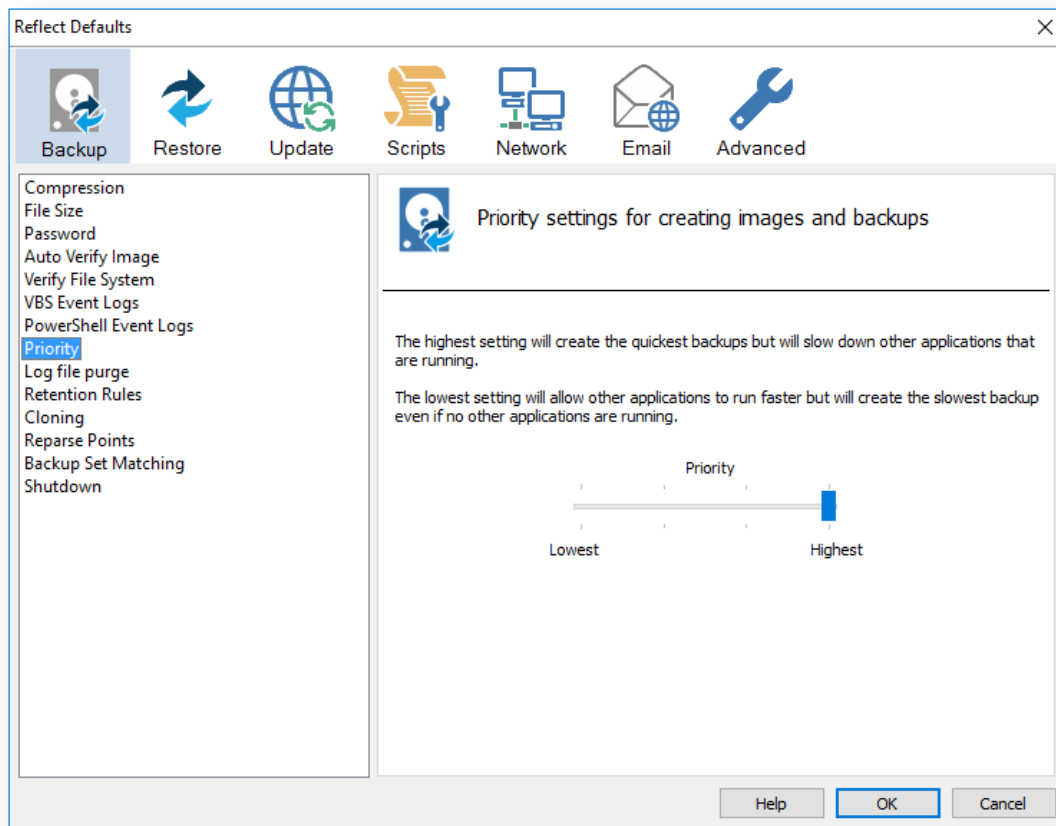 Reflect Defaults
Backup
Restore
Update
Scripts
Network
Email
Advanced
Compression
File Size
Password
Auto Verify Image
Verify File System
VBS Event Logs
PowerShell Event Logs
Priority
Log file purge
Retention Rules
Cloning
Reparse Points
Backup Set Matching
Shutdown
Priority settings for creating images and backups
The highest setting will create the quickest backups but will slow down other applications that
are running.
The lowest setting will allow other applications to run faster but will create the slowest backup
even if no other applications are running.
Priority
Lowest
Highest
Help
OK
Cancel